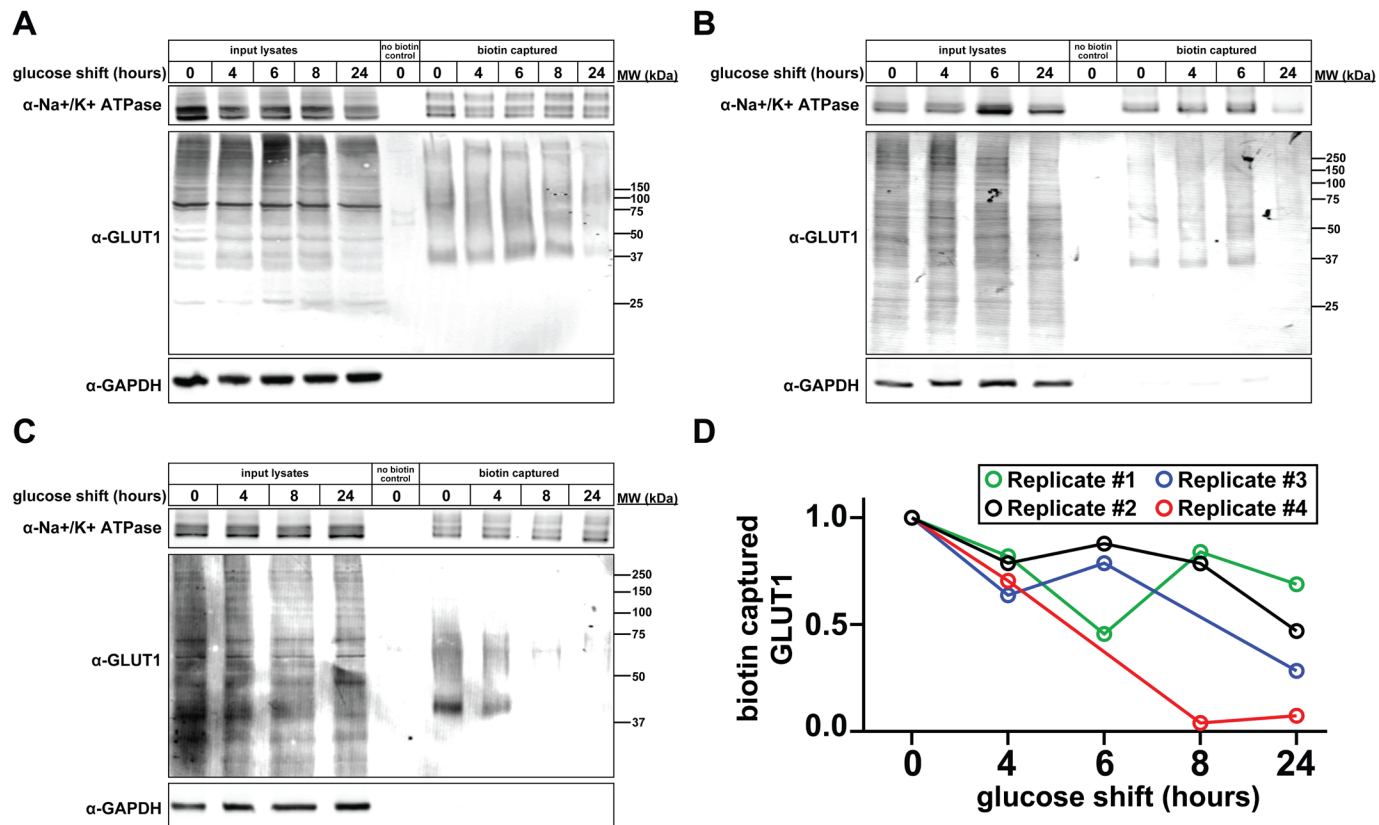 A
input lysates no biotin control biotin captured
glucose shift (hours) 0 4 6 8 24 0 0 4 6 8 24 MW (kDa)
α-Na+/K+ ATPase
α-GLUT1
150
100
75
50
37
25
α-GAPDH
B
input lysates no biotin control biotin captured
glucose shift (hours) 0 4 6 24 0 0 4 6 24 MW (kDa)
α-Na+/K+ ATPase
α-GLUT1
250
150
100
75
50
37
25
α-GAPDH
C
input lysates no biotin control biotin captured
glucose shift (hours) 0 4 8 24 0 0 4 8 24 MW (kDa)
α-Na+/K+ ATPase
α-GLUT1
250
150
100
75
50
37
α-GAPDH
D
Replicate #1 Replicate #3
Replicate #2 Replicate #4
biotin captured
GLUT1
1.0
0.5
0.0
0 4 6 8 24
glucose shift (hours)